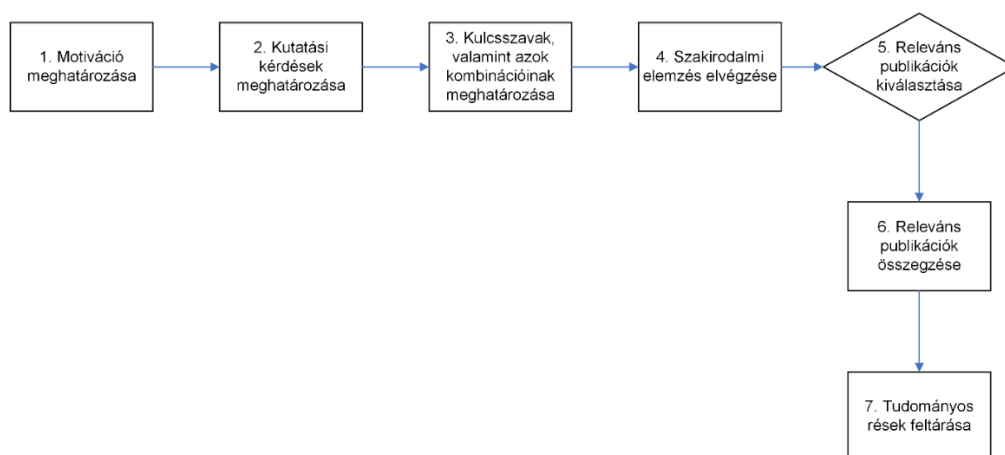 1. Motiváció
meghatározása
2. Kutatási
kérdések
meghatározása
3. Kulcsszavak,
valamint azok
kombinációinak
meghatározása
4. Szakirodalmi
elemzés elvégzése
5. Releváns
publikációk
kiválasztása
6. Releváns
publikációk
összegzése
7. Tudományos
rések feltárása